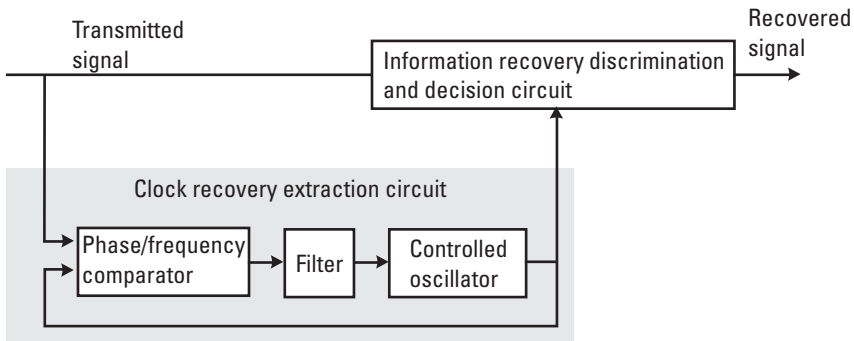 Transmitted
signal
Recovered
signal
Information recovery discrimination
and decision circuit
Clock recovery extraction circuit
Phase/frequency
comparator
Filter
Controlled
oscillator